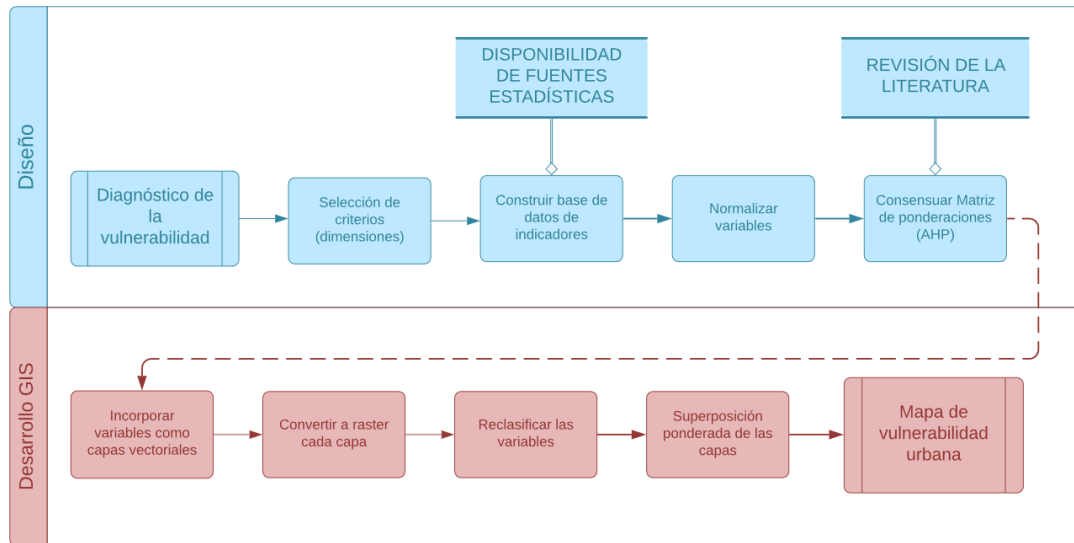 Diseño
DISPONIBILIDAD
DE FUENTES
ESTADÍSTICAS
REVISIÓN DE LA
LITERATURA
Diagnóstico de
la
vulnerabilidad
Selección de
criterios
(dimensiones)
Construir base de
datos de
indicadores
Normalizar
variables
Consensuar Matriz
de ponderaciones
(AHP)
Desarrollo GIS
Incorporar
variables como
capas vectoriales
Convertir a raster
cada capa
Reclasificar las
variables
Superposición
ponderada de las
capas
Mapa de
vulnerabilidad
urbana